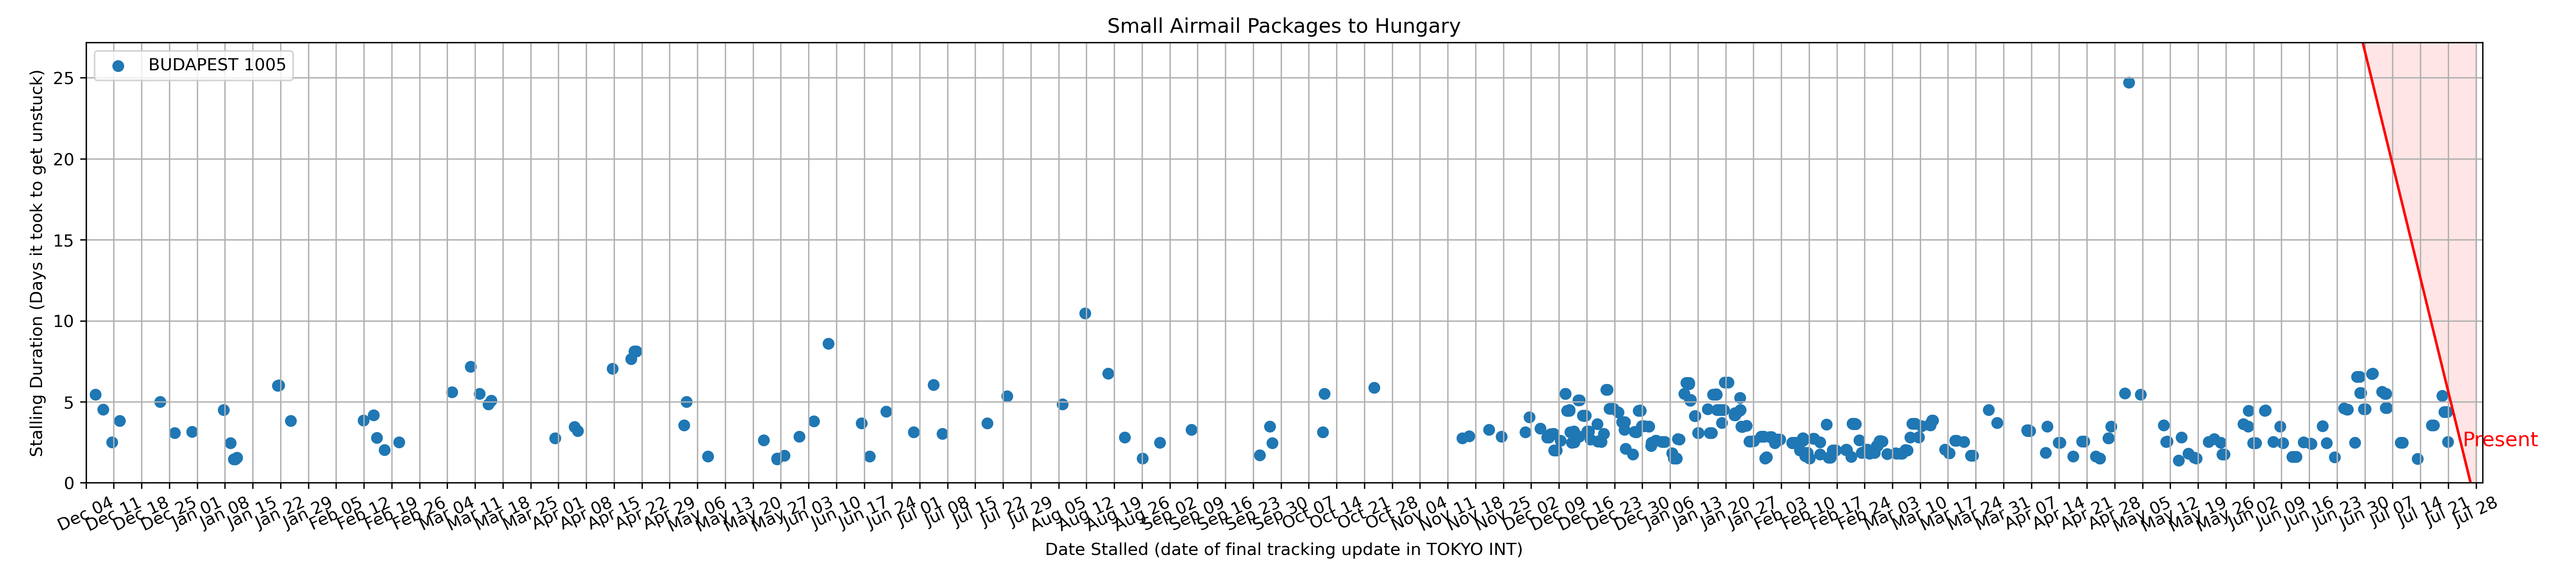 Small Airmail Packages to Hungary
BUDAPEST 1005
Stalling Duration (Days it took to get unstuck)
25
20
15
10
5
0
Present
Dec 04 Dec 11 Dec 18 Dec 25 Jan 01 Jan 08 Jan 15 Jan 22 Jan 29 Feb 05 Feb 12 Feb 19 Feb 26 Mar 04 Mar 11 Mar 18 Mar 25 Apr 01 Apr 08 Apr 15 Apr 22 Apr 29 May 06 May 13 May 20 May 27 Jun 03 Jun 10 Jun 17 Jun 24 Jul 01 Jul 08 Jul 15 Jul 22 Jul 29 Aug 05 Aug 12 Aug 19 Aug 26 Sep 02 Sep 09 Sep 16 Sep 23 Sep 30 Oct 07 Oct 14 Oct 21 Oct 28 Nov 04 Nov 11 Nov 18 Nov 25 Dec 02 Dec 09 Dec 16 Dec 23 Dec 30 Jan 06 Jan 13 Jan 20 Jan 27 Feb 03 Feb 10 Feb 17 Feb 24 Mar 03 Mar 10 Mar 17 Mar 24 Mar 31 Apr 07 Apr 14 Apr 21 Apr 28 May 05 May 12 May 19 May 26 Jun 02 Jun 09 Jun 16 Jun 23 Jun 30 Jul 07 Jul 14 Jul 21 Jul 28
Date Stalled (date of final tracking update in TOKYO INT)